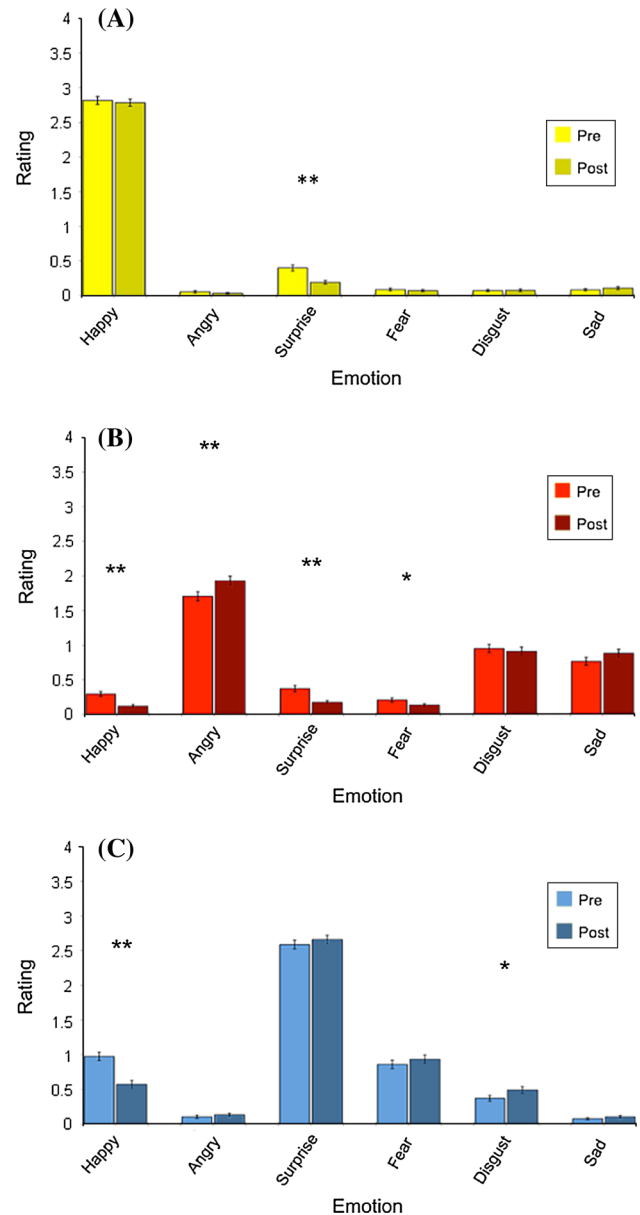 (A)
4
3.5
3
2.5
2
1.5
1
0.5
0
Rating
**
Pre
Post
Happy
Angry
Surprise
Fear
Disgust
Sad
Emotion
(B)
4
3.5
3
2.5
2
1.5
1
0.5
0
Rating
**
**
**
*
Pre
Post
Happy
Angry
Surprise
Fear
Disgust
Sad
Emotion
(C)
4
3.5
3
2.5
2
1.5
1
0.5
0
Rating
**
*
Pre
Post
Happy
Angry
Surprise
Fear
Disgust
Sad
Emotion